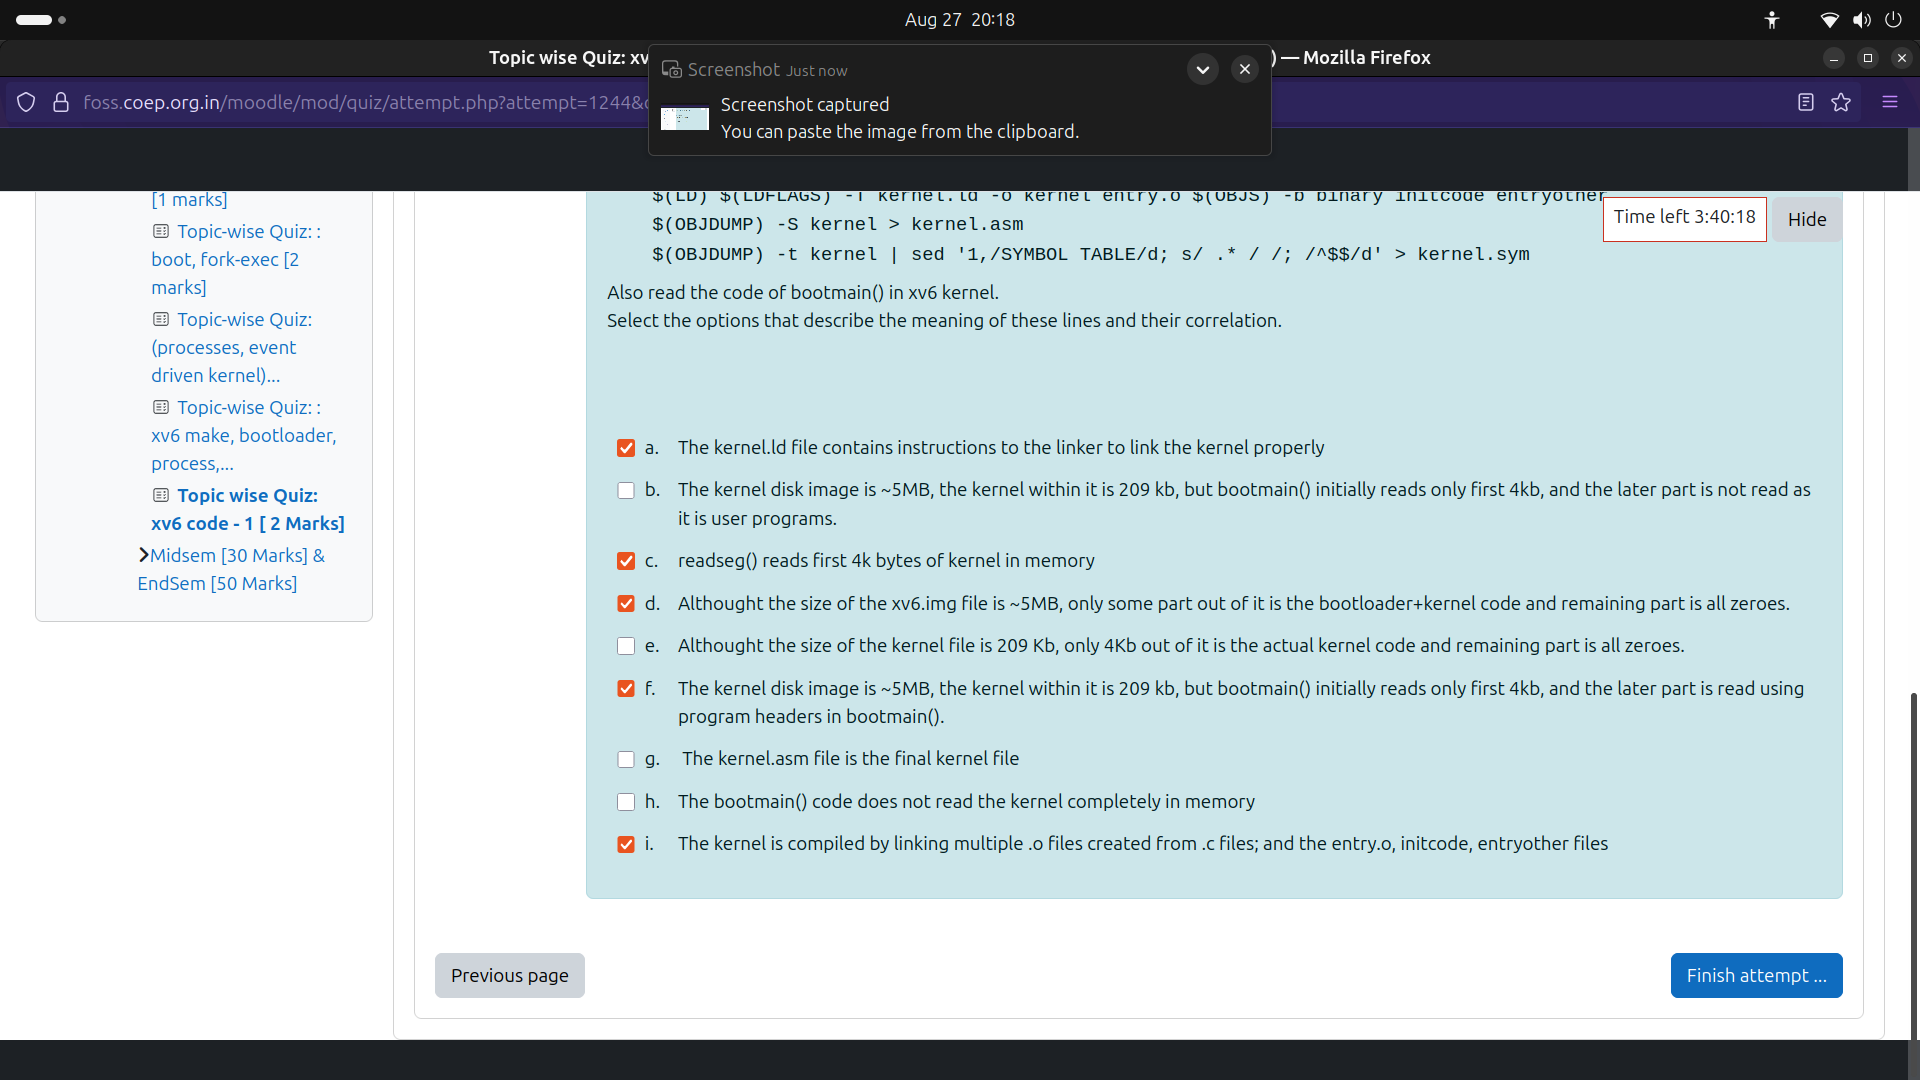 Aug 27 20:18
Topic wise Quiz: xv
) — Mozilla Firefox
Screenshot Just now
Screenshot captured
You can paste the image from the clipboard.
foss.coep.org.in/moodle/mod/quiz/attempt.php?attempt=1244&
[1 marks]
Topic-wise Quiz: :
boot, fork-exec [2
marks]
Topic-wise Quiz:
(processes, event
driven kernel)...
Topic-wise Quiz: :
xv6 make, bootloader,
process,...
Topic wise Quiz:
xv6 code - 1 [ 2 Marks]
Midsem [30 Marks] &
EndSem [50 Marks]
$(LD) $(LDFLAGS) -T kernel.ld -o kernel entry.o $(OBJS) -b binary initcode entryother
Time left 3:40:18
Hide
$(OBJDUMP) -S kernel > kernel.asm
$(OBJDUMP) -t kernel | sed '1,/SYMBOL TABLE/d; s/ .* / /; /^$$/d' > kernel.sym
Also read the code of bootmain() in xv6 kernel.
Select the options that describe the meaning of these lines and their correlation.
a. The kernel.ld file contains instructions to the linker to link the kernel properly
b. The kernel disk image is ~5MB, the kernel within it is 209 kb, but bootmain() initially reads only first 4kb, and the later part is not read as
it is user programs.
c. readseg() reads first 4k bytes of kernel in memory
d. Althought the size of the xv6.img file is ~5MB, only some part out of it is the bootloader+kernel code and remaining part is all zeroes.
e. Althought the size of the kernel file is 209 Kb, only 4Kb out of it is the actual kernel code and remaining part is all zeroes.
f. The kernel disk image is ~5MB, the kernel within it is 209 kb, but bootmain() initially reads only first 4kb, and the later part is read using
program headers in bootmain().
g. The kernel.asm file is the final kernel file
h. The bootmain() code does not read the kernel completely in memory
i. The kernel is compiled by linking multiple .o files created from .c files; and the entry.o, initcode, entryother files
Previous page
Finish attempt ...